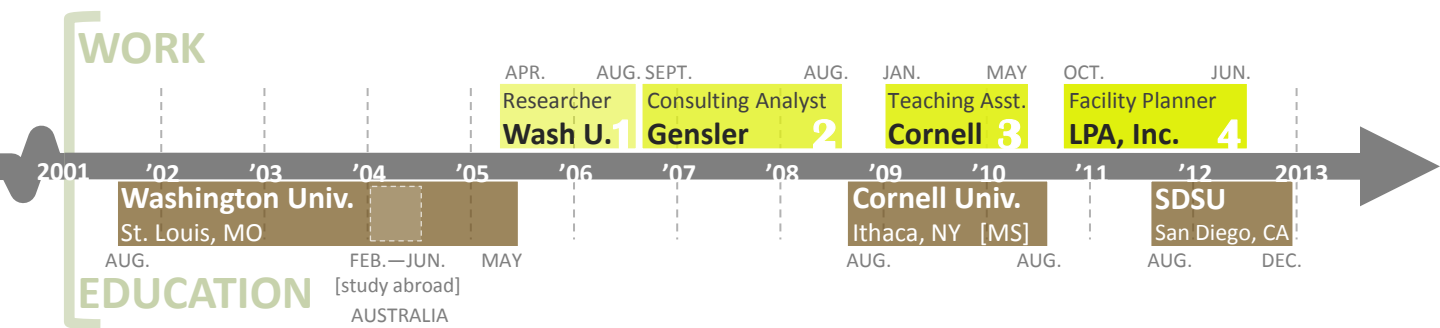 WORK
APR. AUG. SEPT. AUG. JAN. MAY OCT. JUN.
Researcher Consulting Analyst Teaching Asst. Facility Planner
Wash U. 1 Gensler 2 Cornell 3 LPA, Inc. 4
2001 ’02 ’03 ’04 ’05 ’06 ’07 ’08 ’09 ’10 ’11 ’12 2013
Washington Univ. Cornell Univ. SDSU
St. Louis, MO Ithaca, NY [MS] San Diego, CA
AUG. FEB.—JUN. MAY AUG. AUG. AUG. DEC.
EDUCATION [study abroad]
AUSTRALIA